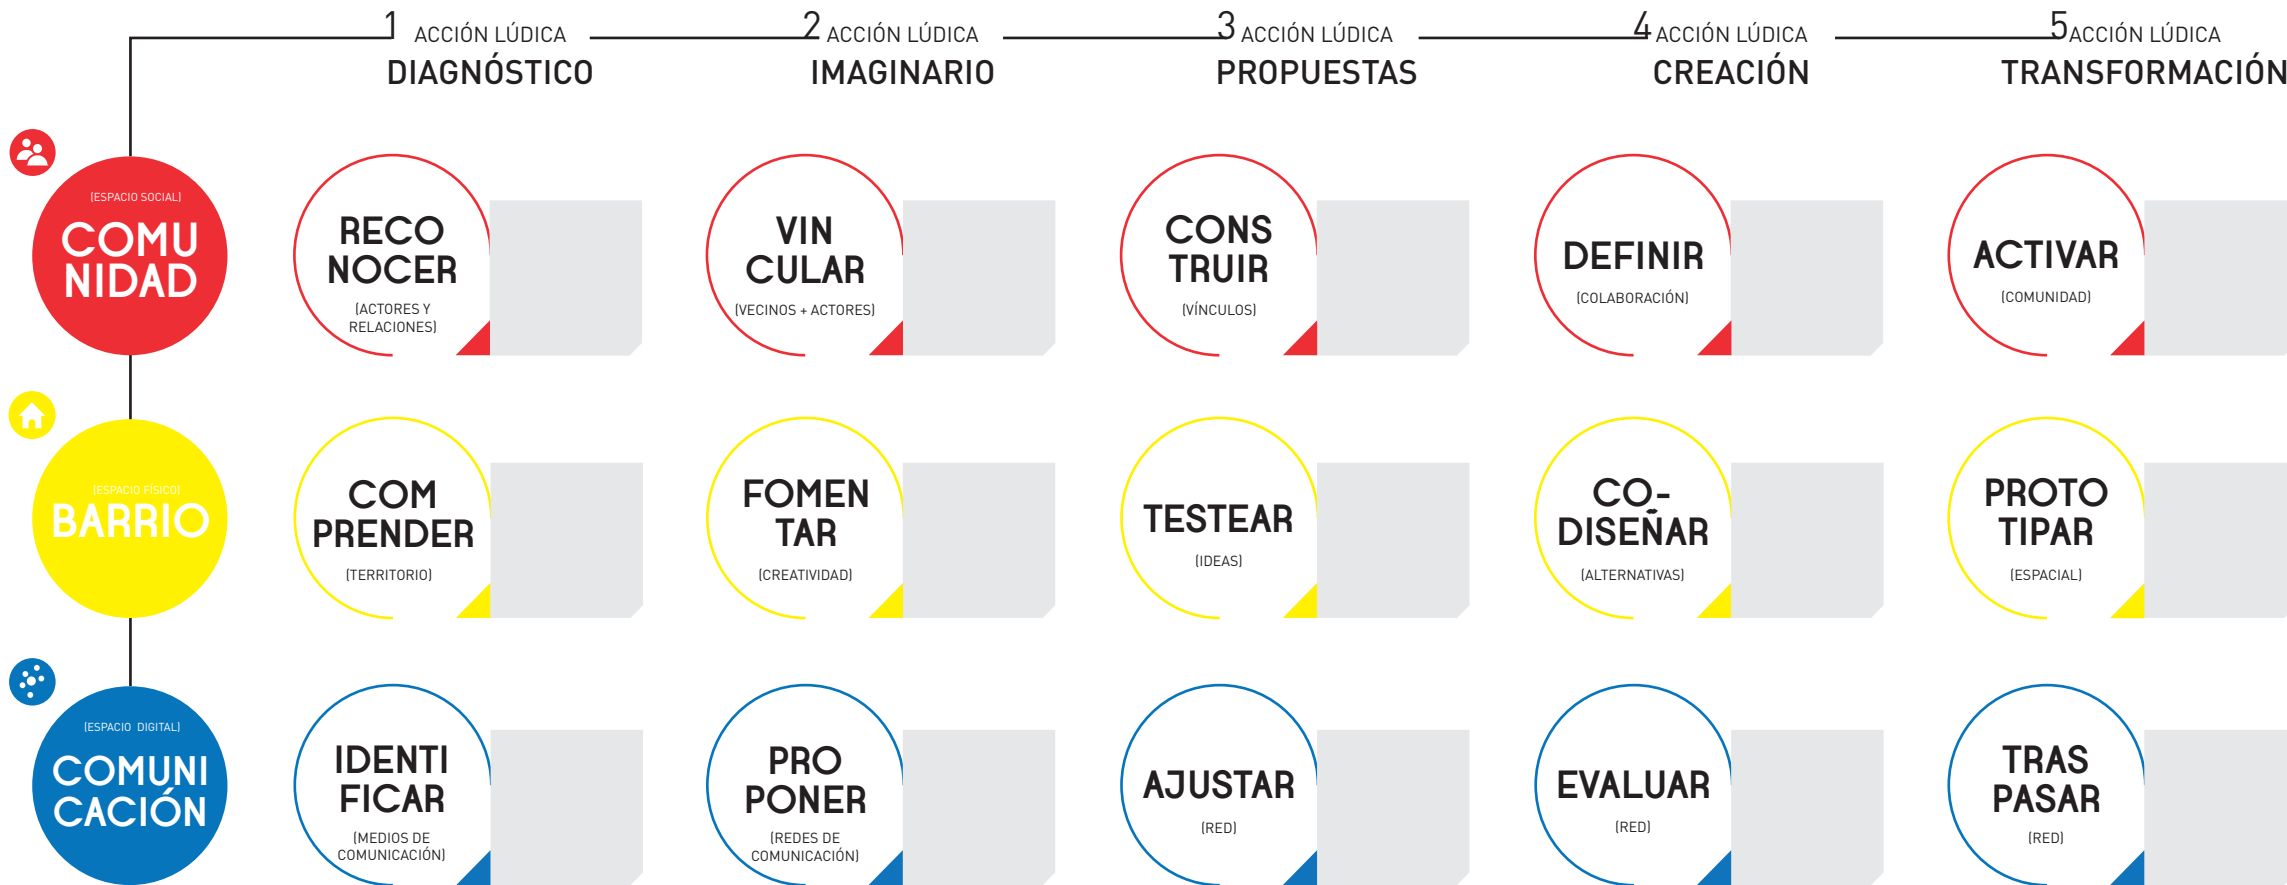 1 ACCIÓN LÚDICA
DIAGNÓSTICO
2 ACCIÓN LÚDICA
IMAGINARIO
3 ACCIÓN LÚDICA
PROPUESTAS
4 ACCIÓN LÚDICA
CREACIÓN
5 ACCIÓN LÚDICA
TRANSFORMACIÓN
(ESPACIO SOCIAL)
COMU
NIDAD
RECO
NOCER
(ACTORES Y
RELACIONES)
VIN
CULAR
(VECINOS + ACTORES)
CONS
TRUIR
(VÍNCULOS)
DEFINIR
(COLABORACIÓN)
ACTIVAR
(COMUNIDAD)
(ESPACIO FÍSICO)
BARRIO
COM
PRENDER
(TERRITORIO)
FOMEN
TAR
(CREATIVIDAD)
TESTEAR
(IDEAS)
CO-
DISEÑAR
(ALTERNATIVAS)
PROTO
TIPAR
(ESPACIAL)
(ESPACIO DIGITAL)
COMUNI
CACIÓN
IDENTI
FICAR
(MEDIOS DE
COMUNICACIÓN)
PRO
PONER
(REDES DE
COMUNICACIÓN)
AJUSTAR
(RED)
EVALUAR
(RED)
TRAS
PASAR
(RED)